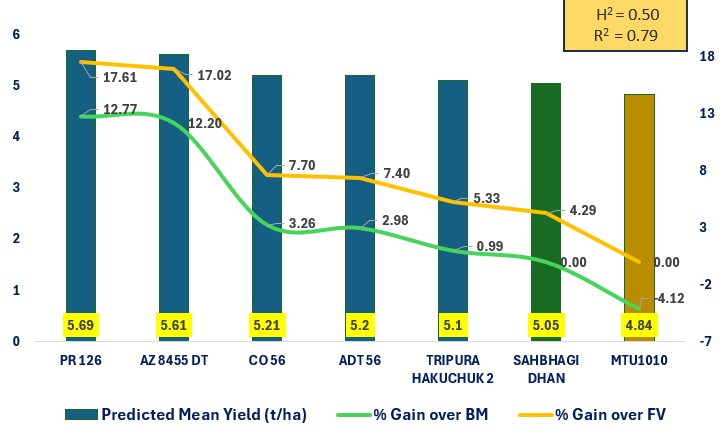 H² = 0.50
R² = 0.79
6
5
4
3
2
1
0
18
13
8
3
-2
-7
17.61
17.02
7.70
7.40
5.33
4.29
0.00
12.77
12.20
3.26
2.98
0.99
0.00
-4.12
5.69
5.61
5.21
5.2
5.1
5.05
4.84
PR 126
AZ 8455 DT
CO 56
ADT 56
TRIPURA
HAKUCHUK 2
SAHBHAGI
DHAN
MTU1010
Predicted Mean Yield (t/ha)
% Gain over BM
% Gain over FV